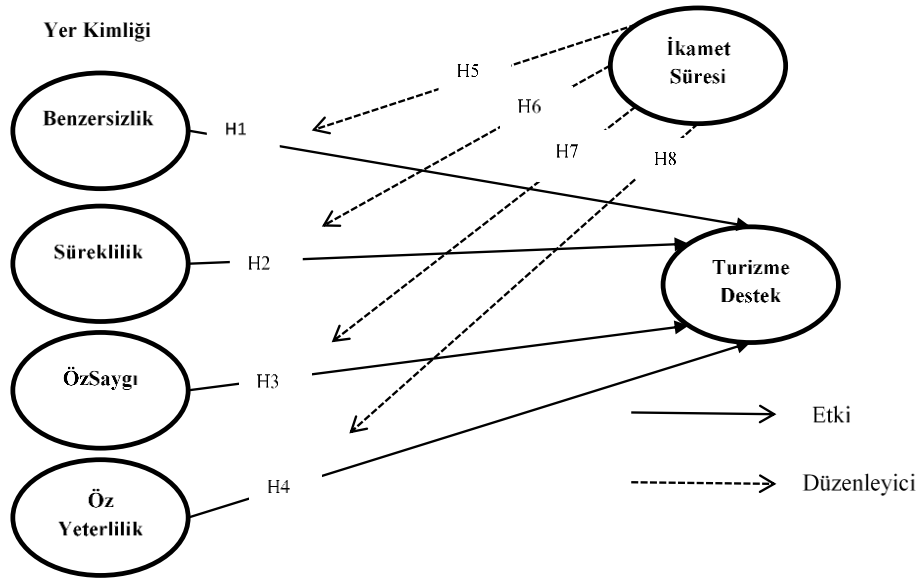 Yer Kimliği
İkamet
Süresi
Benzersizlik
H1
H5
H6
H7
H8
Süreklilik
H2
Turizme
Destek
ÖzSaygı
H3
Etki
Öz
Yeterlilik
H4
Düzenleyici